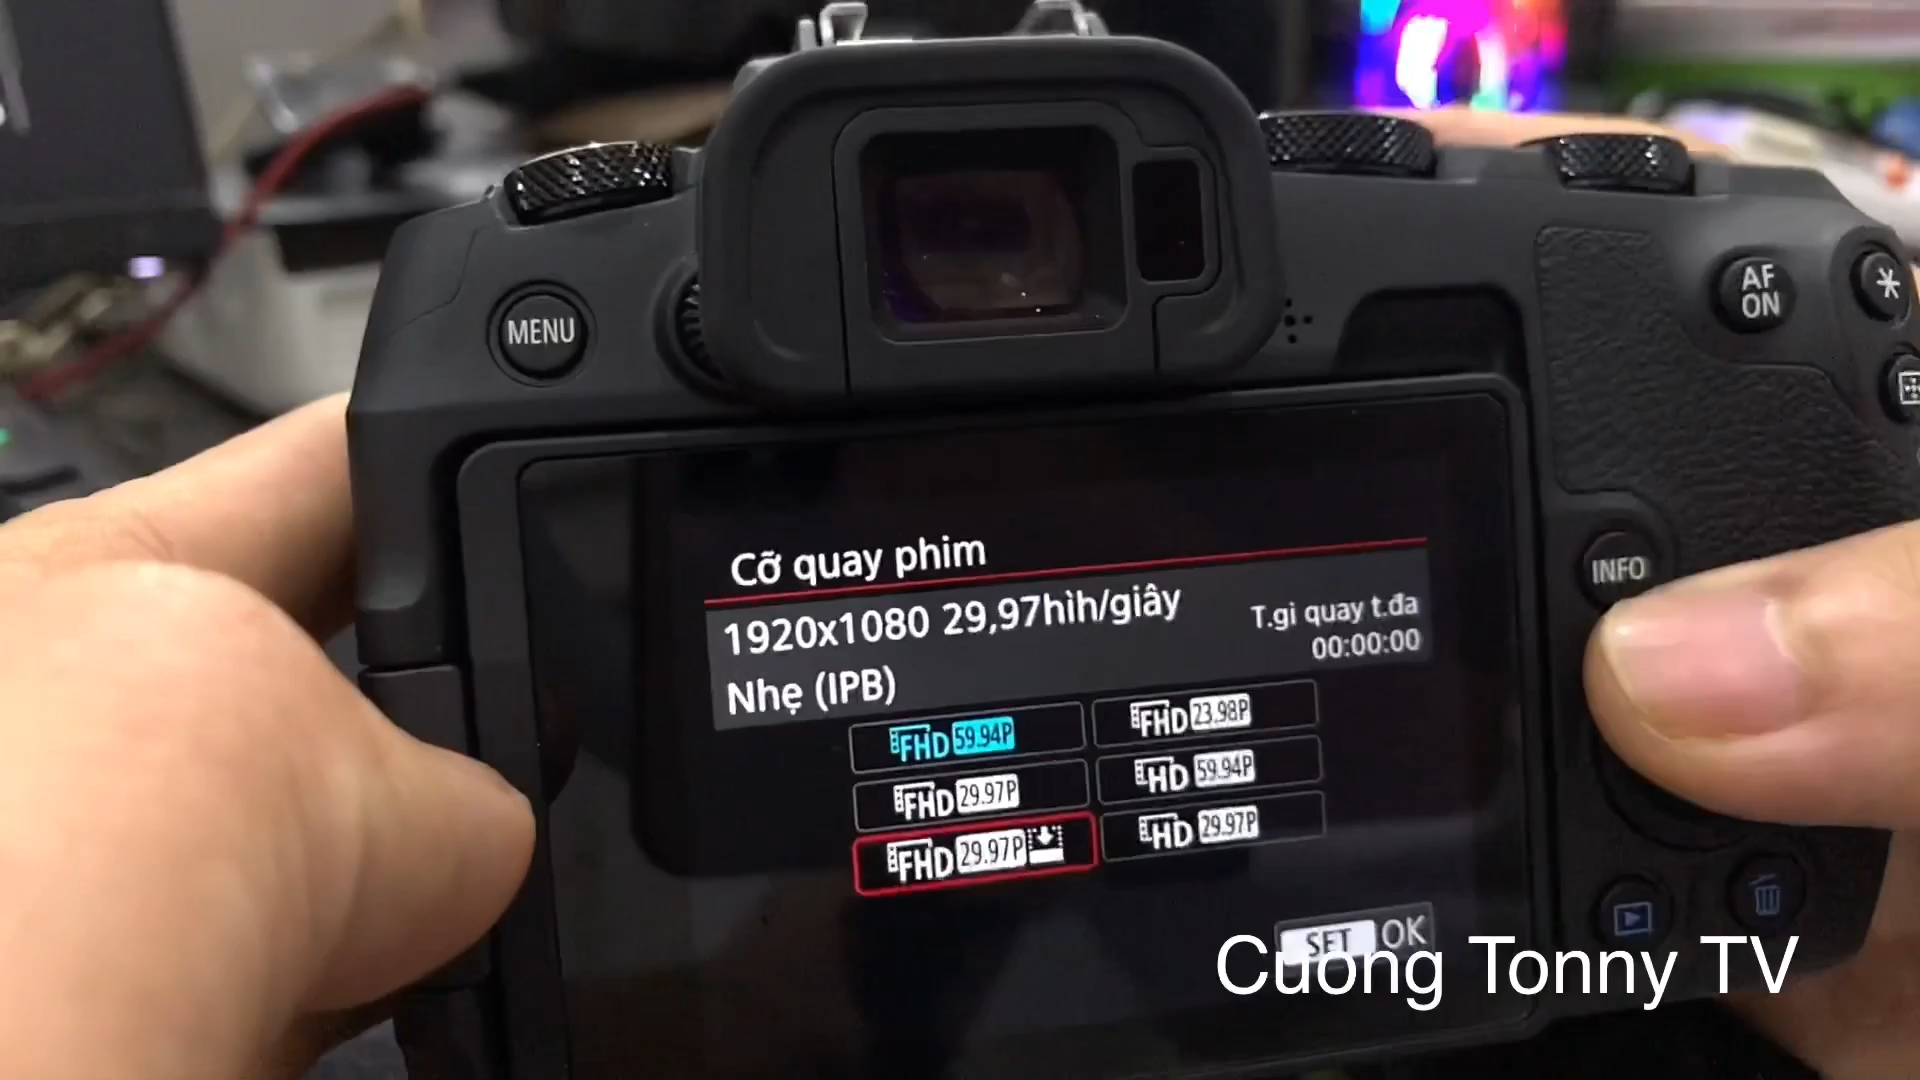 MENU
AF
ON
INFO
Cỡ quay phim
1920x1080 29,97hìh/giây
Nhẹ (IPB)
T.gi quay t.đa
00:00:00
FHD 59.94P
FHD 23.98P
FHD 29.97P
HD 59.94P
FHD 29.97P
HD 29.97P
SET OK
Cuong Tonny TV